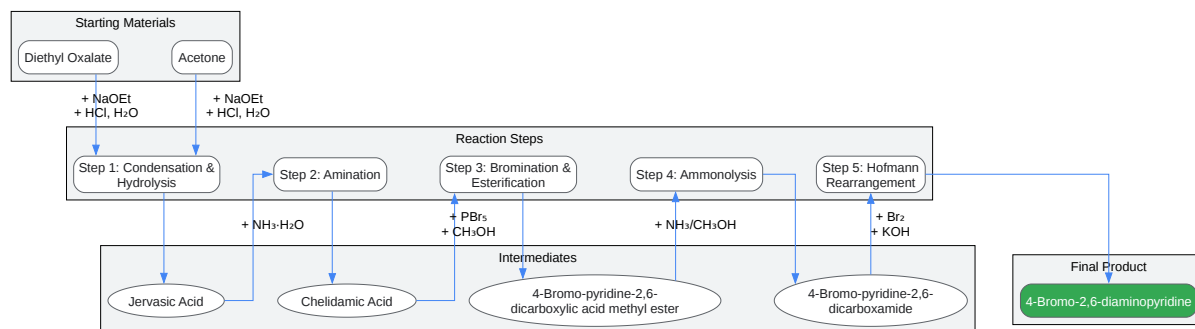 Starting Materials
Diethyl Oxalate
Acetone
+ NaOEt
+ HCl, H₂O
+ NaOEt
+ HCl, H₂O
Reaction Steps
Step 1: Condensation &
Hydrolysis
Step 2: Amination
Step 3: Bromination &
Esterification
Step 4: Ammonolysis
Step 5: Hofmann
Rearrangement
+ NH₃·H₂O
+ PBr₅
+ CH₃OH
+ NH₃/CH₃OH
+ Br₂
+ KOH
Intermediates
Jervasic Acid
Chelidamic Acid
4-Bromo-pyridine-2,6-
dicarboxylic acid methyl ester
4-Bromo-pyridine-2,6-
dicarboxamide
Final Product
4-Bromo-2,6-diaminopyridine